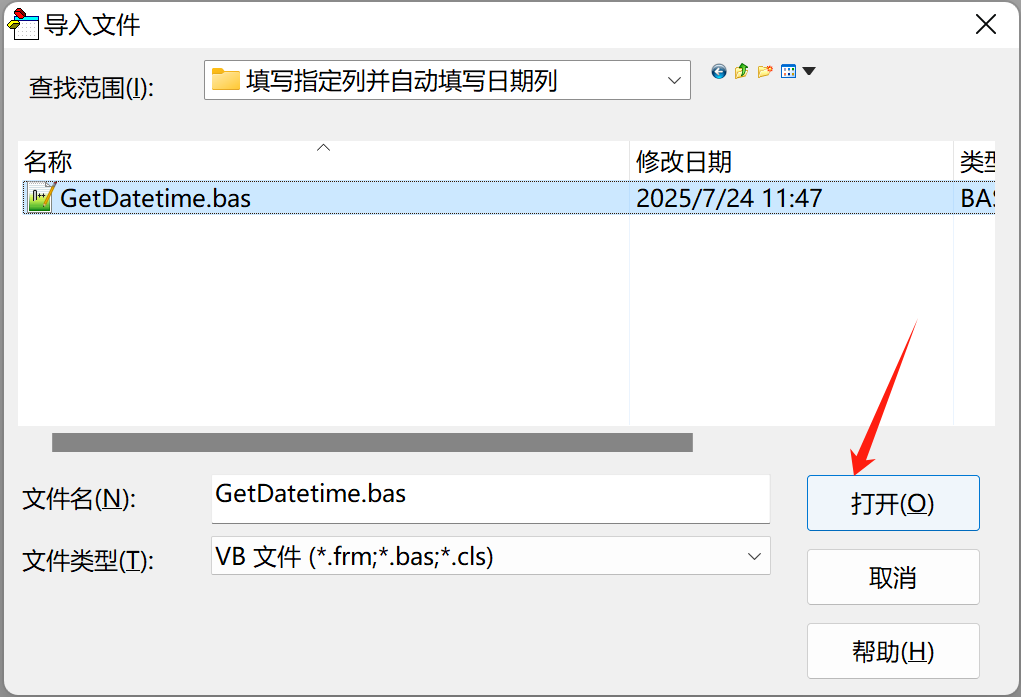 导入文件
查找范围(I):
填写指定列并自动填写日期列
名称
修改日期
类型
GetDatetime.bas
2025/7/24 11:47
BAS
文件名(N):
GetDatetime.bas
打开(O)
文件类型(T):
VB 文件 (*.frm;*.bas;*.cls)
取消
帮助(H)